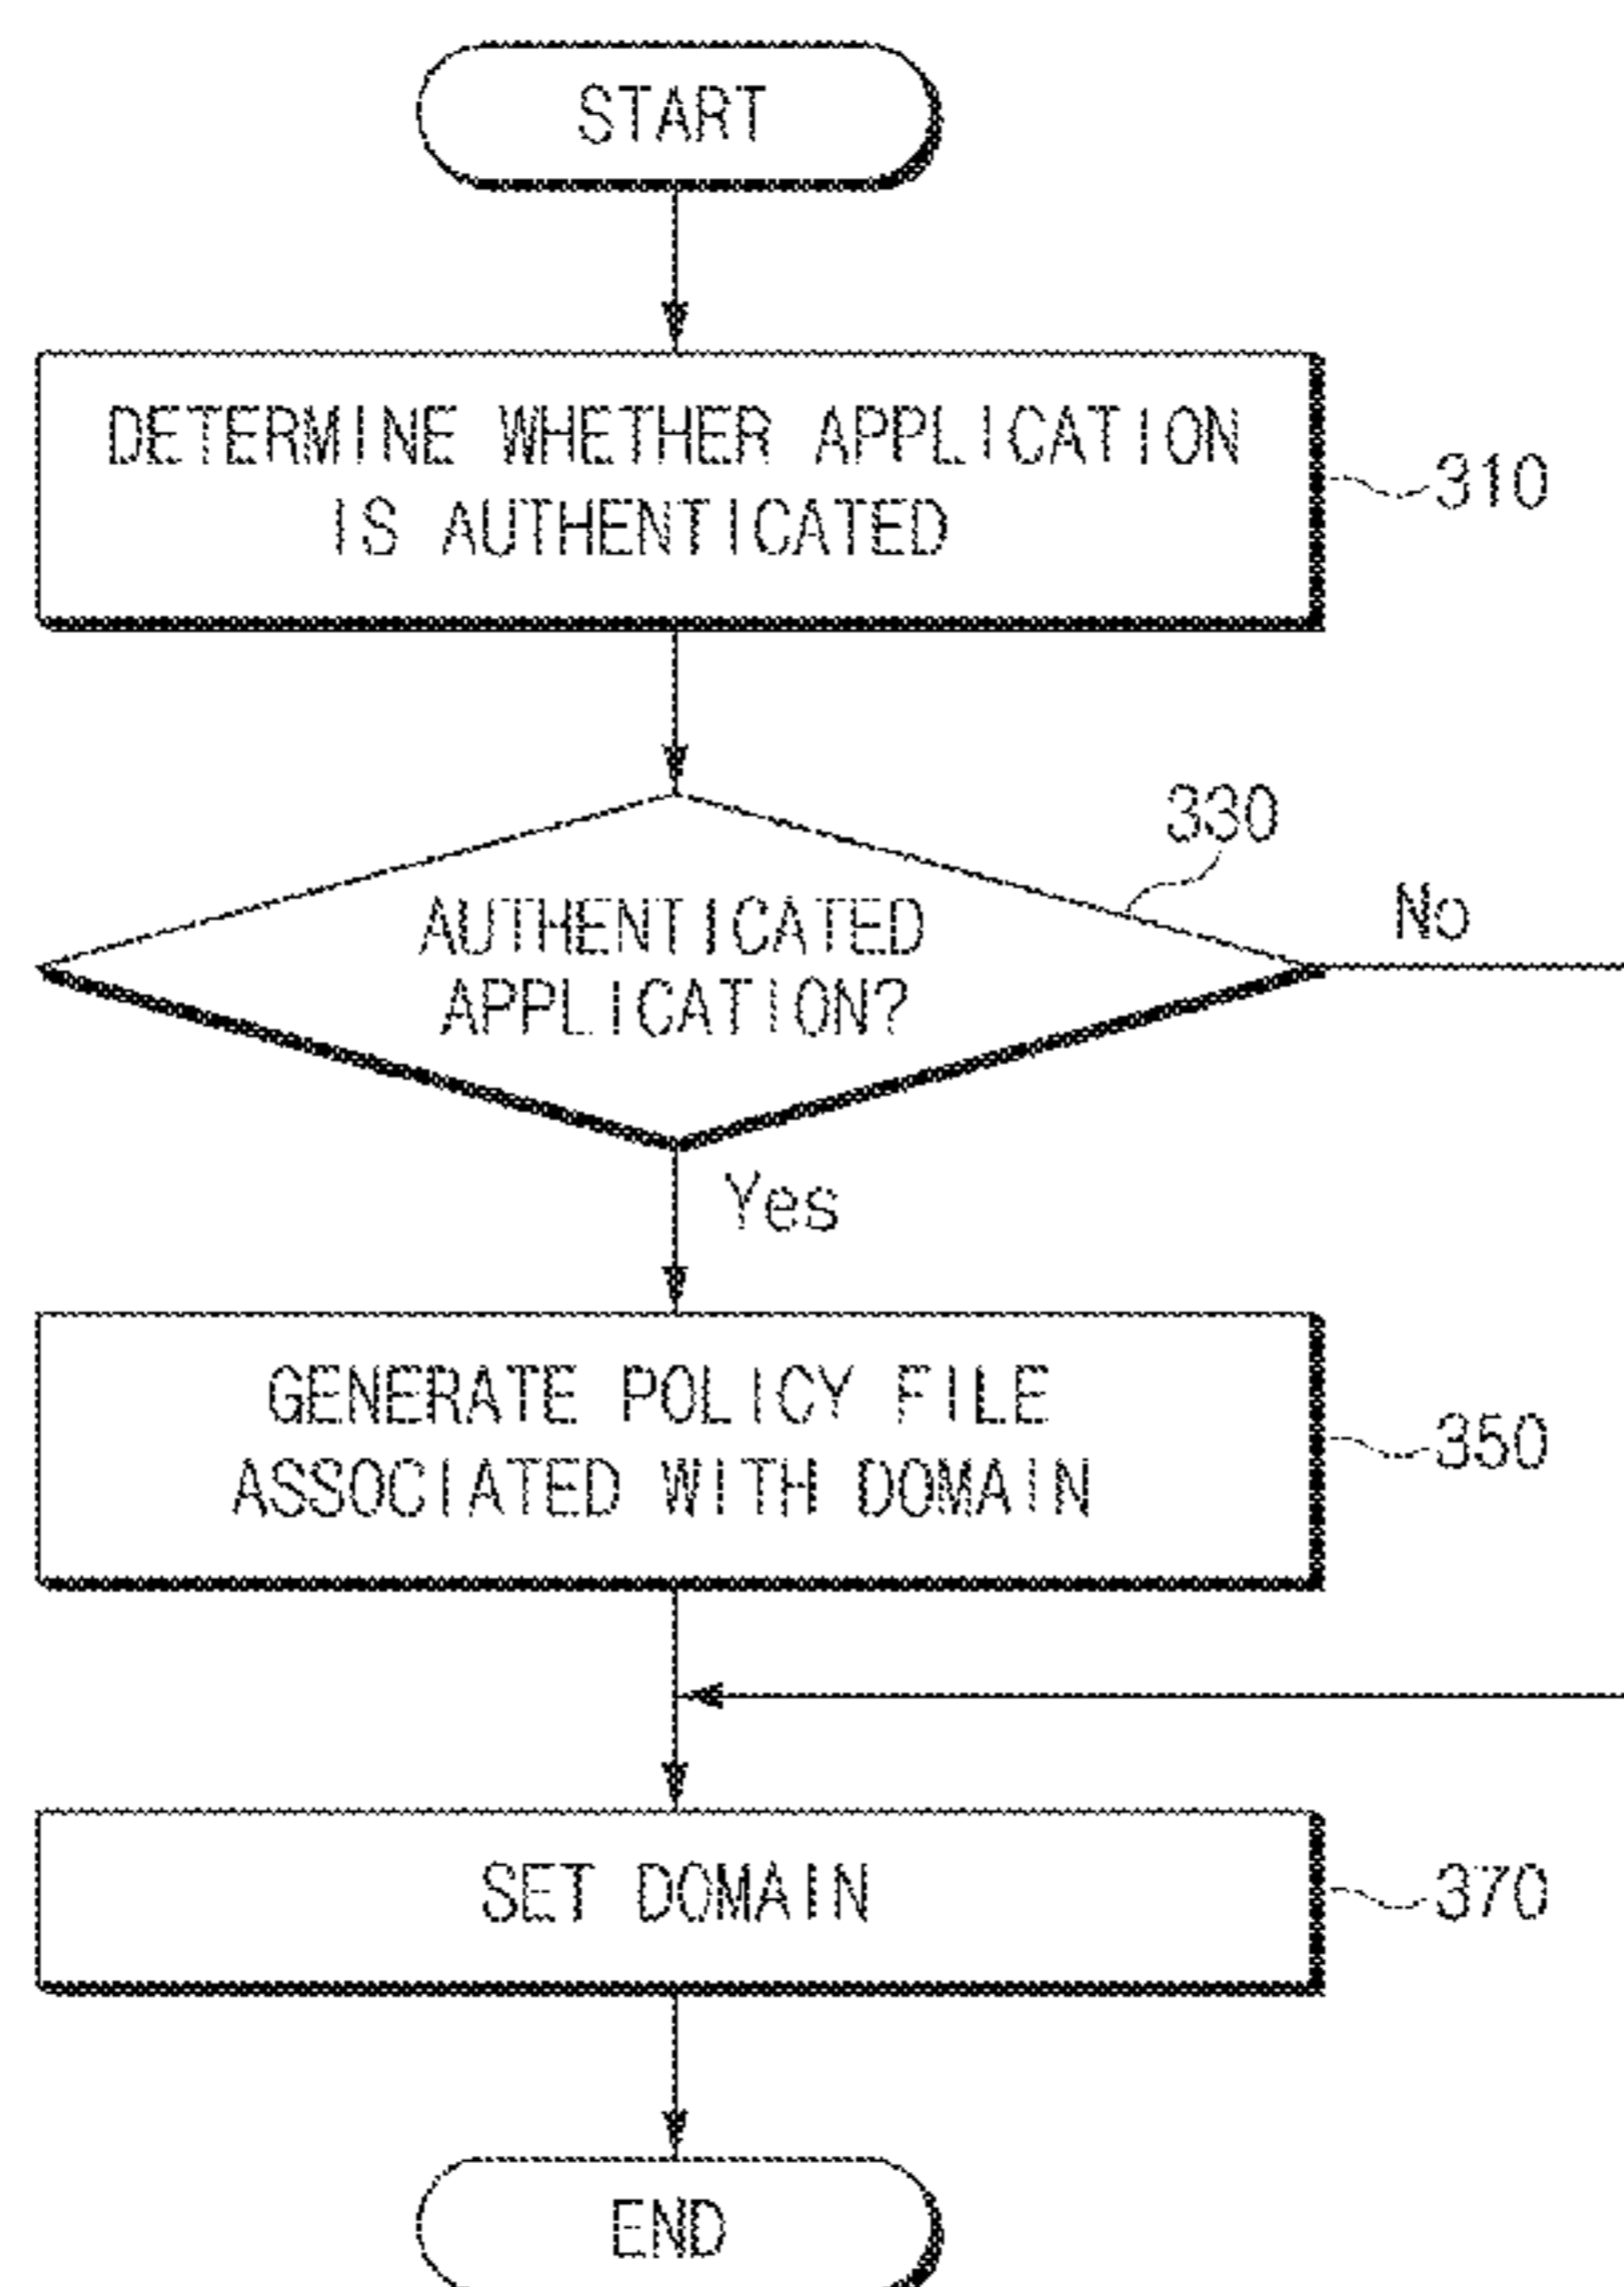 START
DETERMINE WHETHER APPLICATION
IS AUTHENTICATED
310
330
No
AUTHENTICATED
APPLICATION?
Yes
GENERATE POLICY FILE
ASSOCIATED WITH DOMAIN
350
SET DOMAIN
370
END